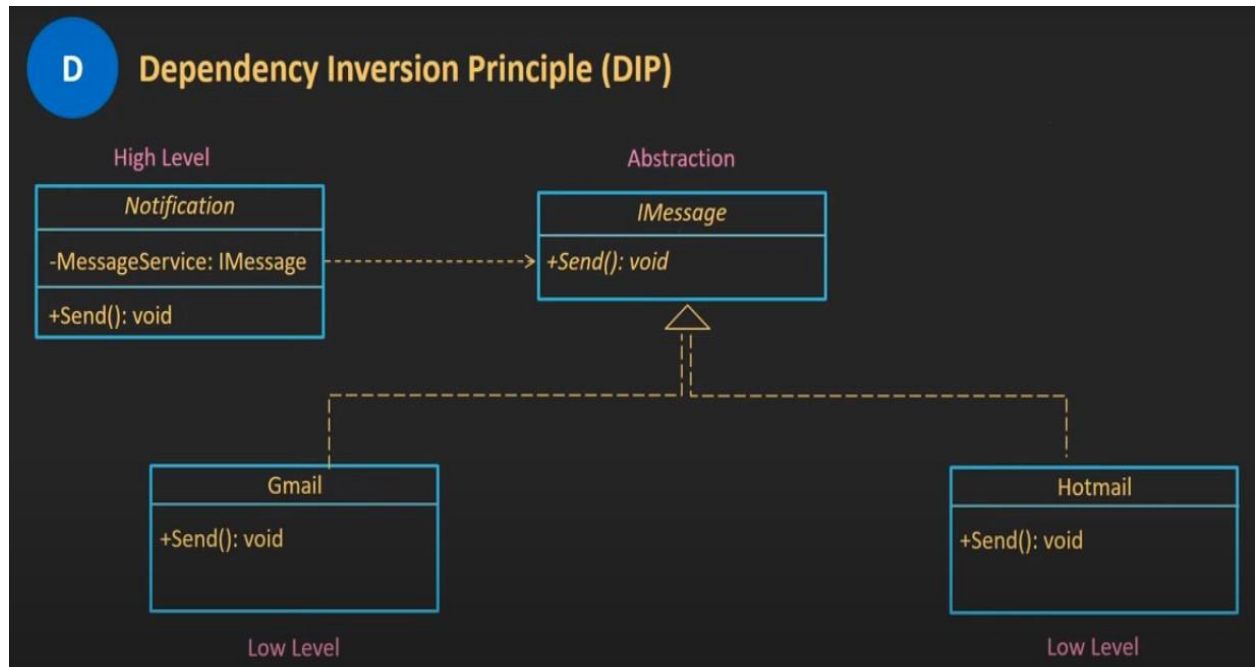 D
Dependency Inversion Principle (DIP)
High Level
Notification
-MessageService: IMessage
+Send(): void
Abstraction
IMessage
+Send(): void
Gmail
+Send(): void
Low Level
Hotmail
+Send(): void
Low Level